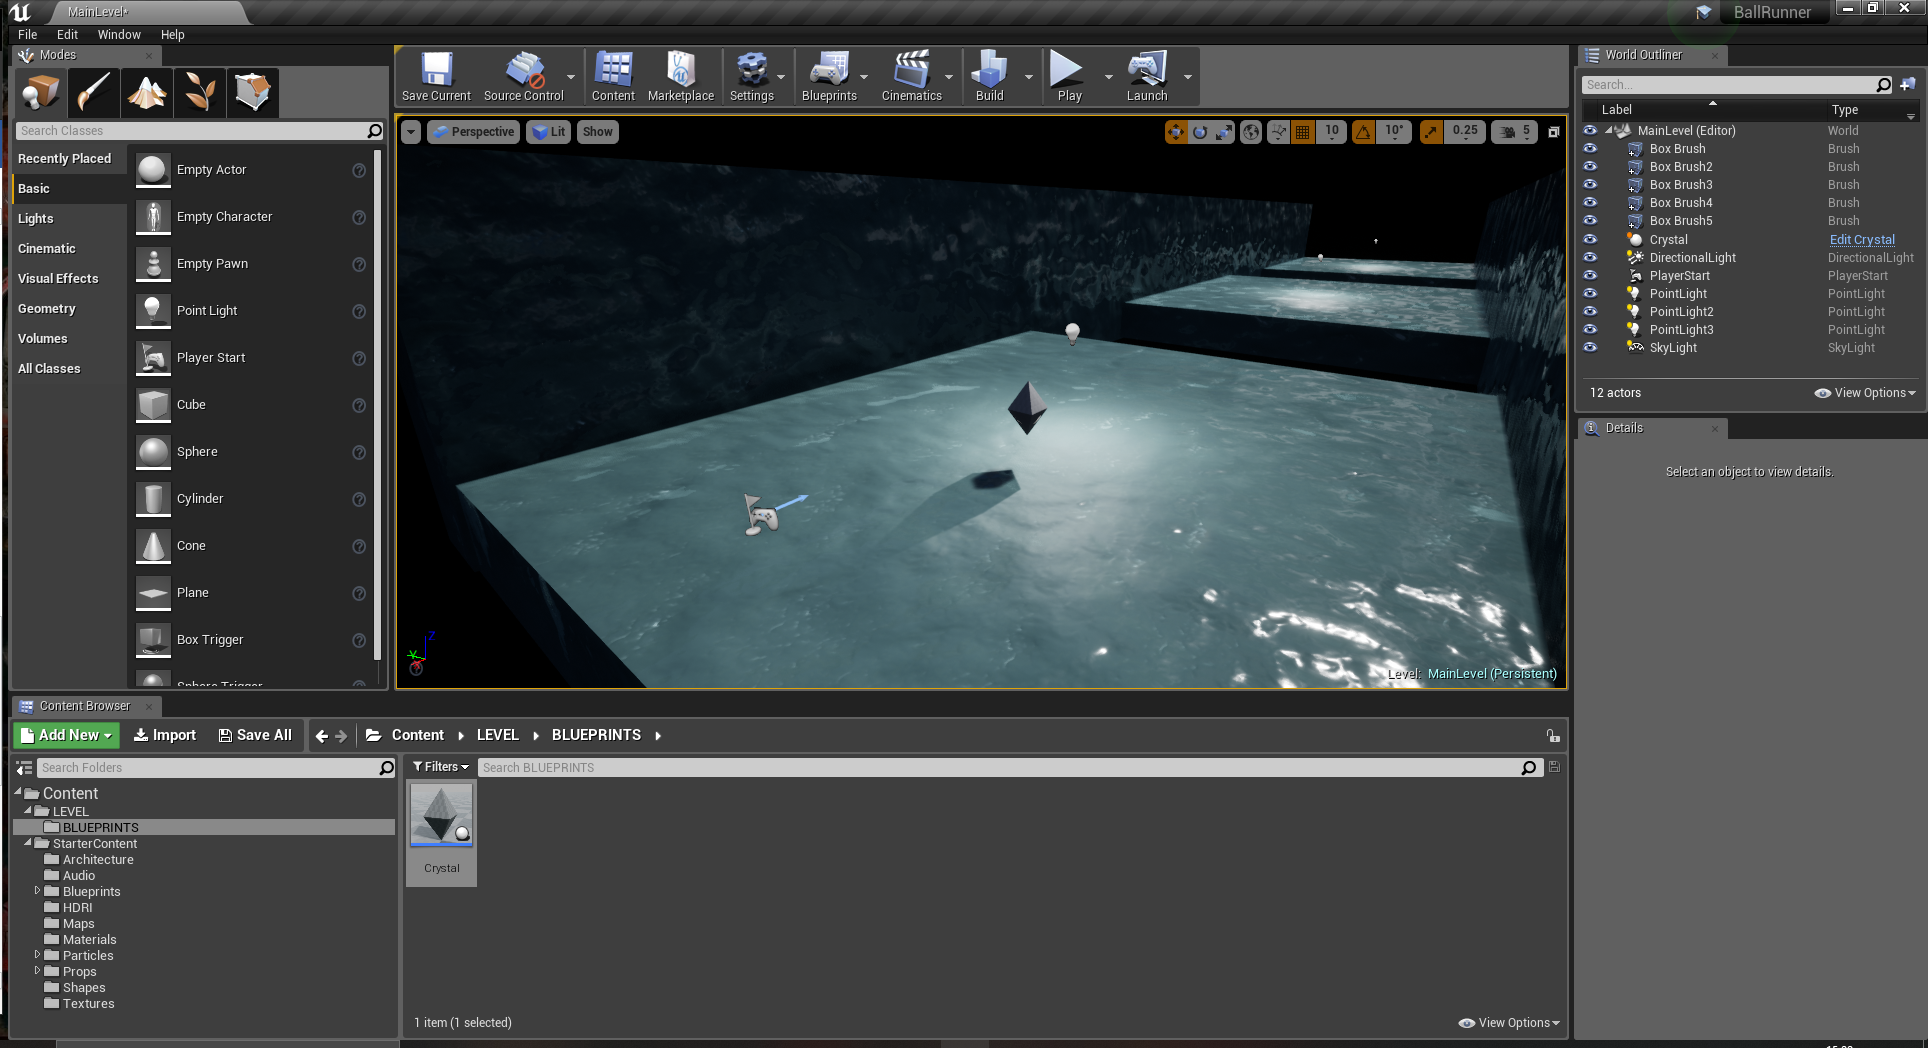 MainLevel*
BallRunner
File Edit Window Help
Modes
Search Classes
Recently Placed
Basic
Lights
Cinematic
Visual Effects
Geometry
Volumes
All Classes
Empty Actor
Empty Character
Empty Pawn
Point Light
Player Start
Cube
Sphere
Cylinder
Cone
Plane
Box Trigger
Sphere Trigger
Save Current Source Control Content Marketplace Settings Blueprints Cinematics Build Play Launch
Perspective Lit Show
10 10° 0.25 5
Z
Level: MainLevel (Persistent)
World Outliner
Search...
Label Type
MainLevel (Editor) World
Box Brush Brush
Box Brush2 Brush
Box Brush3 Brush
Box Brush4 Brush
Box Brush5 Brush
Crystal Edit Crystal
DirectionalLight DirectionalLight
PlayerStart PlayerStart
PointLight PointLight
PointLight2 PointLight
PointLight3 PointLight
SkyLight SkyLight
12 actors View Options
Details
Select an object to view details.
Content Browser
Add New Import Save All Content LEVEL BLUEPRINTS
Search Folders
Content
LEVEL
BLUEPRINTS
StarterContent
Architecture
Audio
Blueprints
HDRI
Maps
Materials
Particles
Props
Shapes
Textures
Filters Search BLUEPRINTS
Crystal
1 item (1 selected) View Options